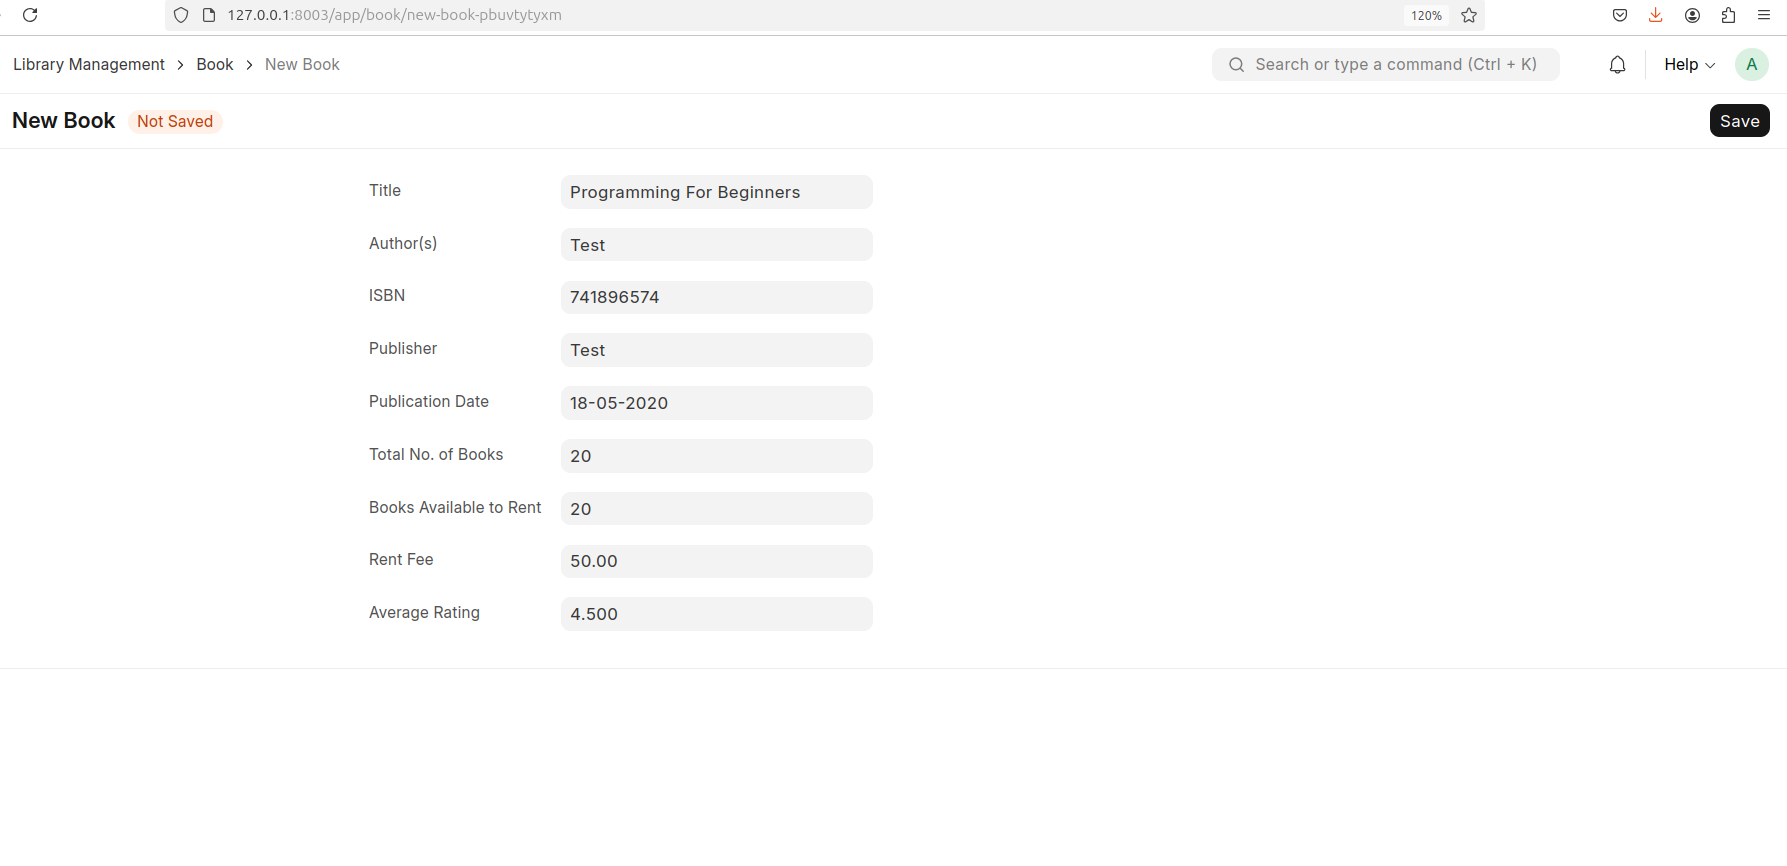 127.0.0.1:8003/app/book/new-book-pbuvtytyxm 120%
Library Management > Book > New Book Search or type a command (Ctrl + K) Help A
New Book Not Saved Save
Title Programming For Beginners
Author(s) Test
ISBN 741896574
Publisher Test
Publication Date 18-05-2020
Total No. of Books 20
Books Available to Rent 20
Rent Fee 50.00
Average Rating 4.500